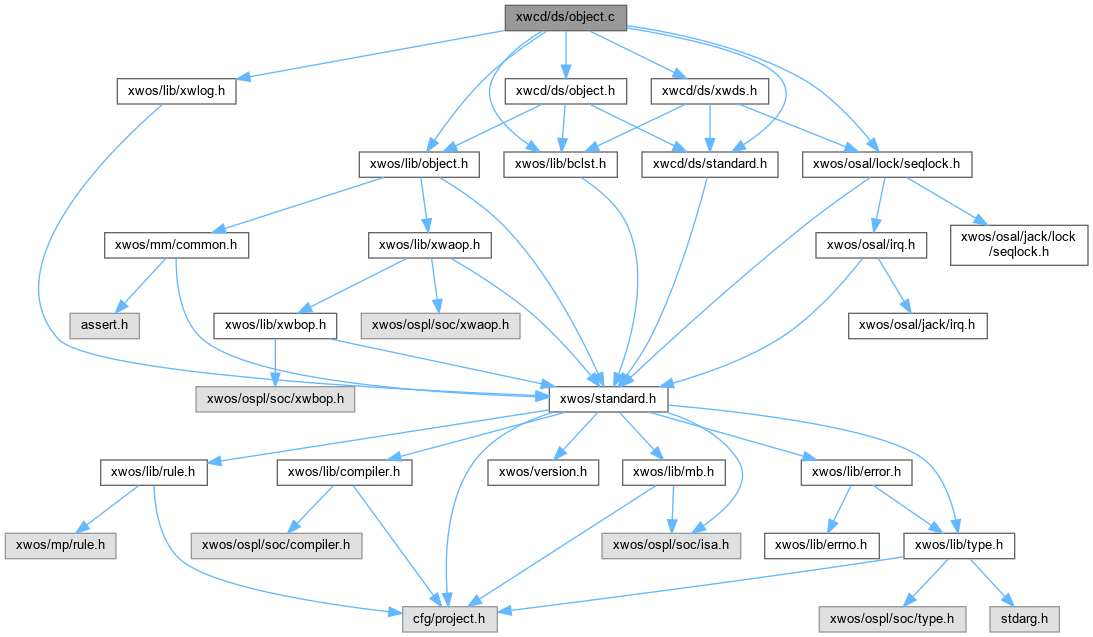 xwcd/ds/object.c
xwos/lib/xwlog.h
xwcd/ds/object.h
xwcd/ds/xwds.h
xwos/lib/object.h
xwos/lib/bclst.h
xwcd/ds/standard.h
xwos/osal/lock/seqlock.h
xwos/mm/common.h
xwos/lib/xwaop.h
xwos/osal/irq.h
xwos/osal/jack/lock
/seqlock.h
assert.h
xwos/lib/xwbop.h
xwos/ospl/soc/xwaop.h
xwos/osal/jack/irq.h
xwos/ospl/soc/xwbop.h
xwos/standard.h
xwos/lib/rule.h
xwos/lib/compiler.h
xwos/version.h
xwos/lib/mb.h
xwos/lib/error.h
xwos/mp/rule.h
xwos/ospl/soc/compiler.h
xwos/ospl/soc/isa.h
xwos/lib/errno.h
xwos/lib/type.h
cfg/project.h
xwos/ospl/soc/type.h
stdarg.h